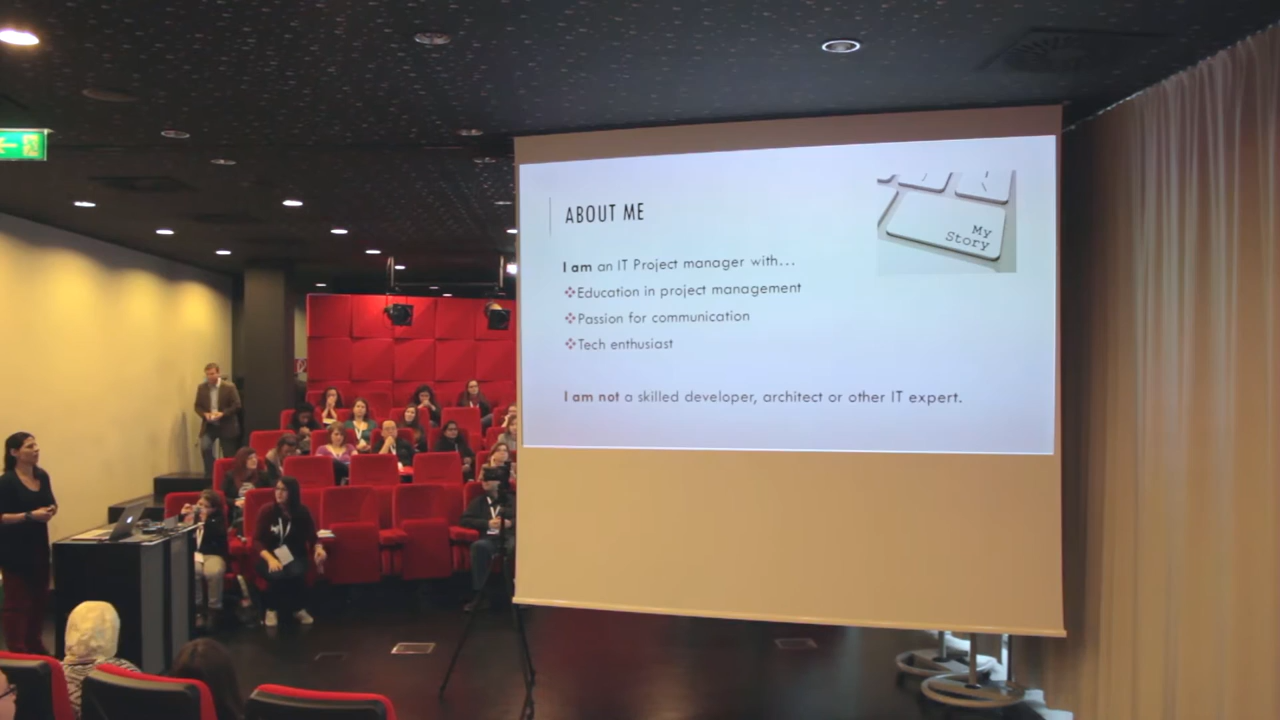 ABOUT ME
My
Story
I am an IT Project manager with...
❖Education in project management
❖Passion for communication
❖Tech enthusiast
I am not a skilled developer, architect or other IT expert.